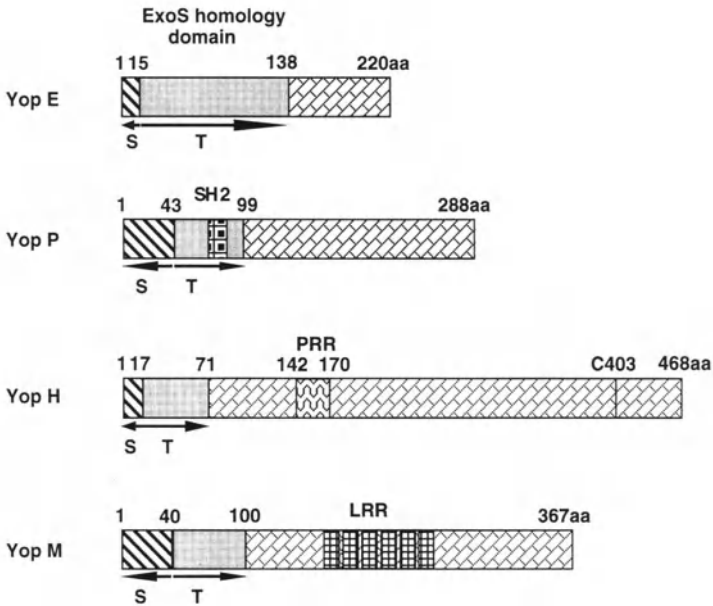 ExoS homology
domain
1 15 138 220aa
Yop E
S T
SH2
1 43 99 288aa
Yop P
S T
PRR
1 17 71 142 170 C403 468aa
Yop H
S T
LRR
1 40 100 367aa
Yop M
S T